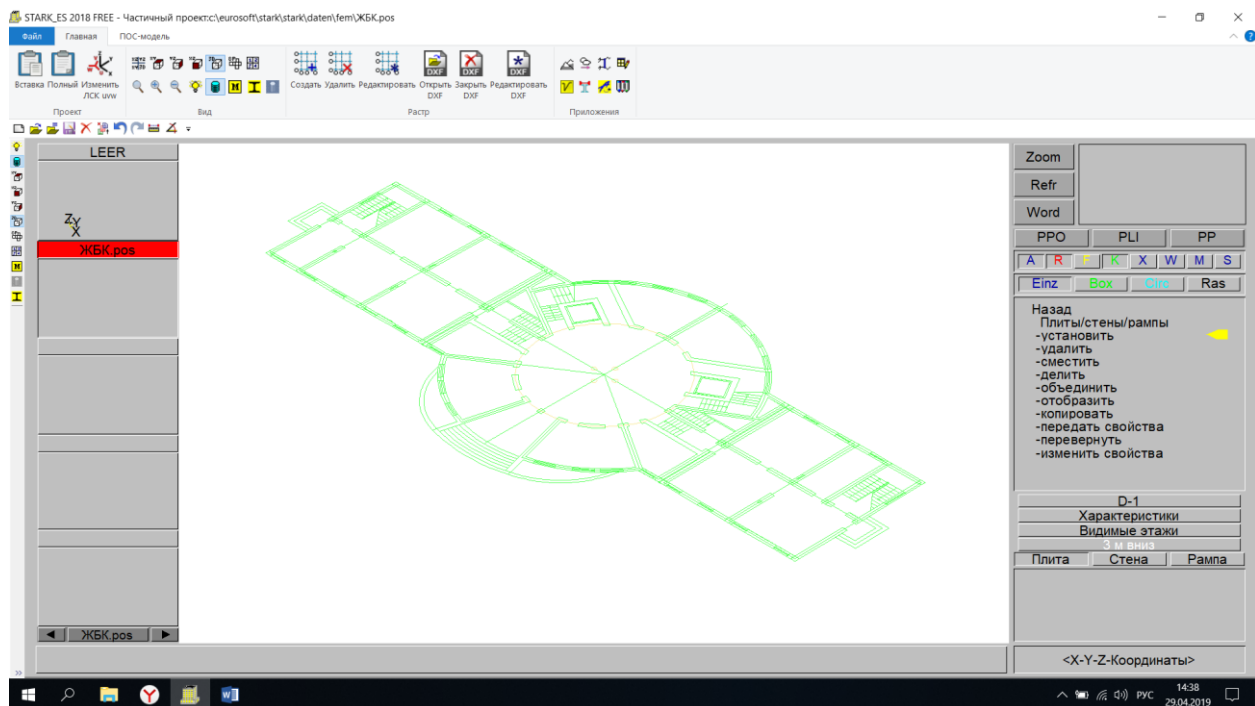 STARK_ES 2018 FREE - Частичный проект:c:\eurosoft\stark\stark\daten\fem\ЖБК.pos
Файл Главная ПОС-модель
Вставка Полный Изменить ЛСК uvw
Создать Удалить Редактировать Открыть DXF Закрыть DXF Редактировать DXF
Проект Вид Растр Приложения
LEER
Z Y
X
ЖБК.pos
ЖБК.pos
Zoom
Refr
Word
PPO PLI PP
A R F K X W M S
Einz Box Circ Ras
Назад
Плиты/стены/рампы
-установить
-удалить
-сместить
-делить
-объединить
-отобразить
-копировать
-передать свойства
-перевернуть
-изменить свойства
D-1
Характеристики
Видимые этажи
3 м вниз
Плита Стена Рампа
<X-Y-Z-Координаты>
РУС
14:38
29.04.2019